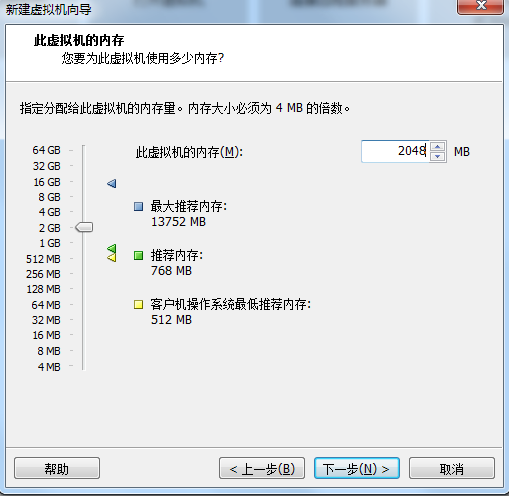 新建虚拟机向导
此虚拟机的内存
您要为此虚拟机使用多少内存?
指定分配给此虚拟机的内存量。内存大小必须为 4 MB 的倍数。
64 GB
32 GB
16 GB
8 GB
4 GB
2 GB
1 GB
512 MB
256 MB
128 MB
64 MB
32 MB
16 MB
8 MB
4 MB
此虚拟机的内存(M): 2048 MB
最大推荐内存:
13752 MB
推荐内存:
768 MB
客户机操作系统最低推荐内存:
512 MB
帮助 < 上一步(B) 下一步(N) > 取消